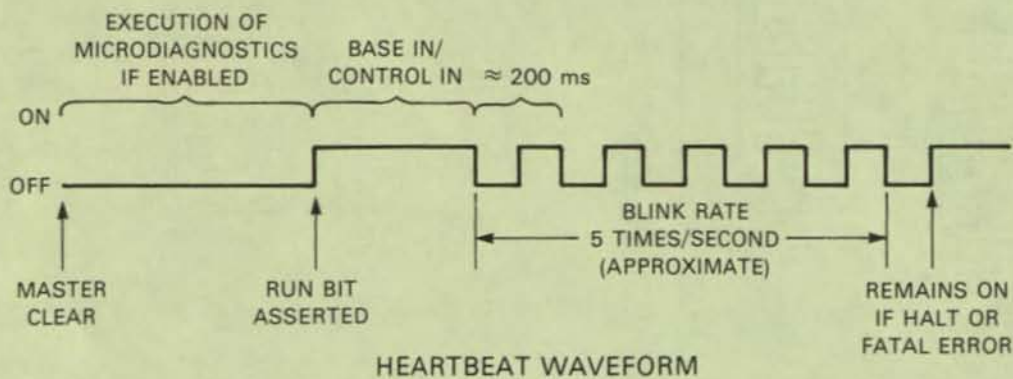 EXECUTION OF
MICRODIAGNOSTICS
IF ENABLED
BASE IN/
CONTROL IN
≈ 200 ms
ON
OFF
BLINK RATE
5 TIMES/SECOND
(APPROXIMATE)
MASTER
CLEAR
RUN BIT
ASSERTED
REMAINS ON
IF HALT OR
FATAL ERROR
HEARTBEAT WAVEFORM